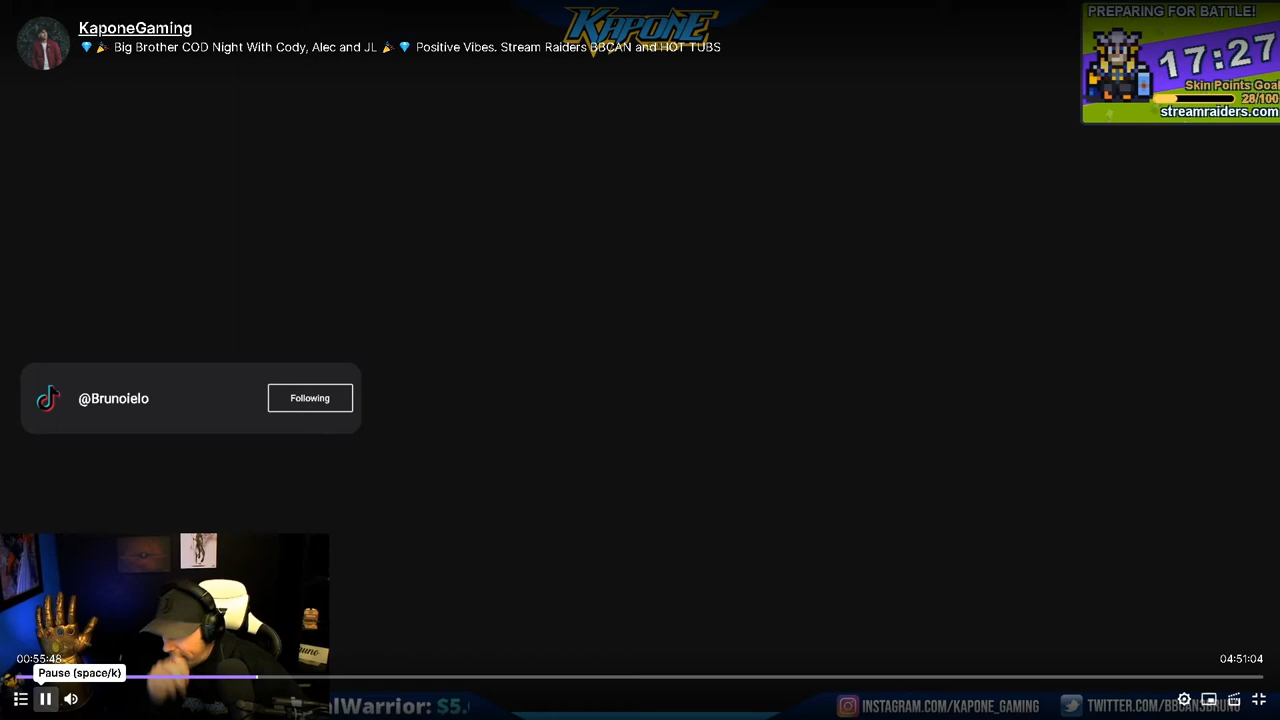 KAPONE
KaponeGaming
💎 🎉 Big Brother COD Night With Cody, Alec and JL 🎉 💎 Positive Vibes. Stream Raiders BBCAN and HOT TUBS
PREPARING FOR BATTLE!
17:27
Skin Points Goal
28/100
streamraiders.com
@Brunoielo
Following
00:55:48
04:51:04
Pause (space/k)
alWarrior: $5.
INSTAGRAM.COM/KAPONE_GAMING
TWITTER.COM/BBCAN5BRUNO